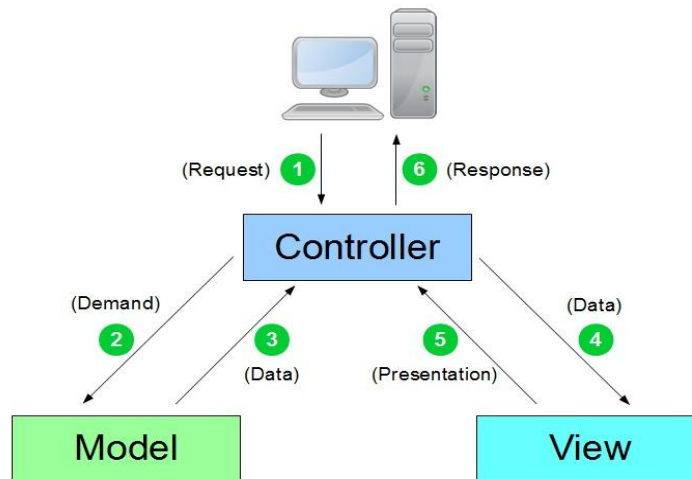 (Request) 1 6 (Response)
Controller
(Demand) (Data)
2 3 5 4
(Data) (Presentation)
Model View